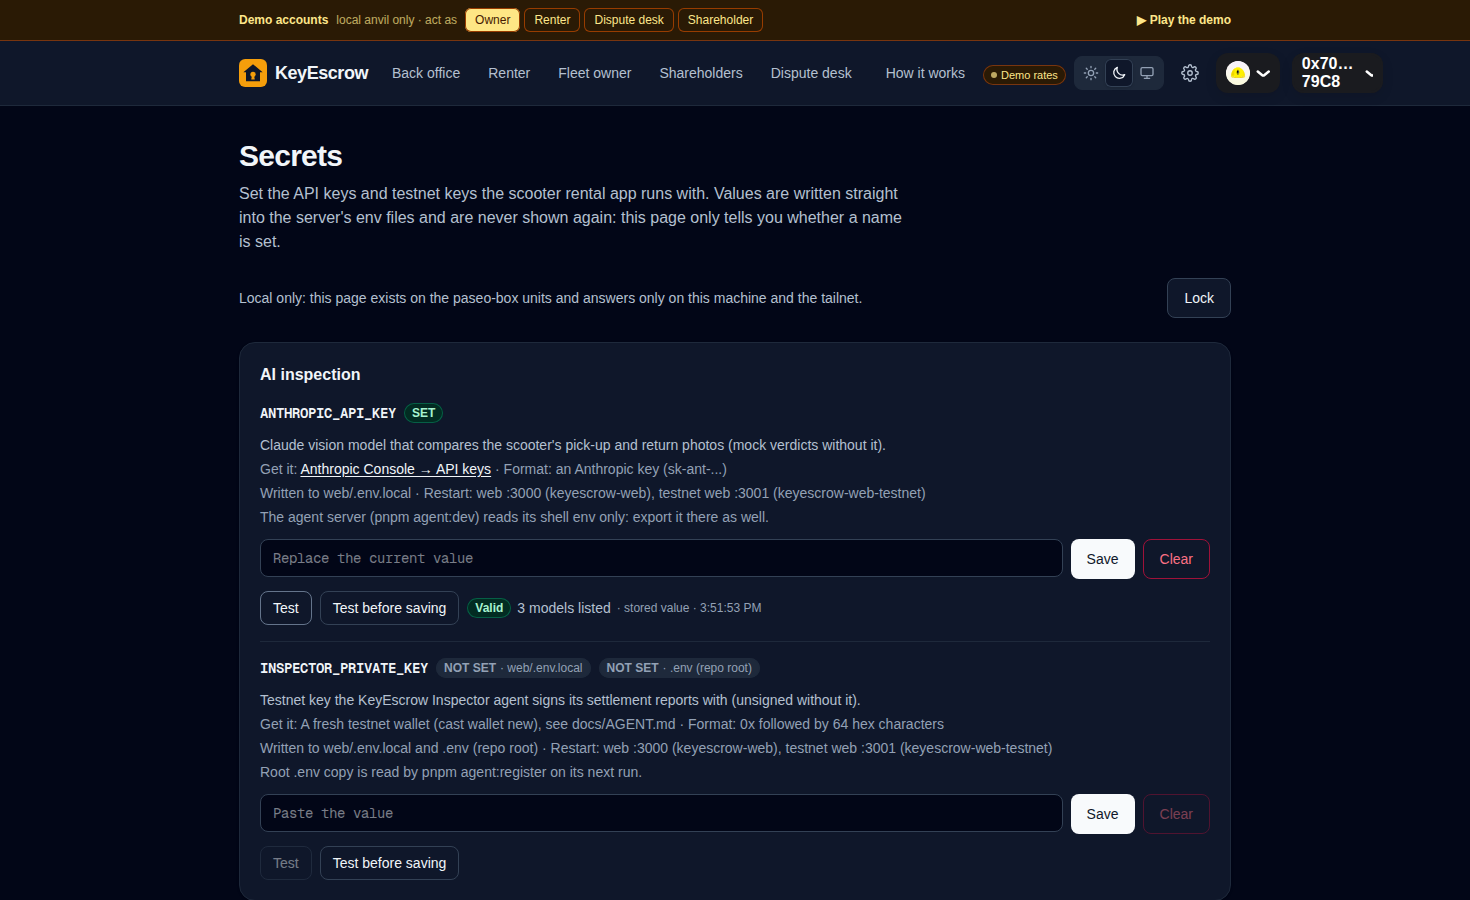 Demo accounts local anvil only · act as Owner Renter Dispute desk Shareholder ▶ Play the demo
KeyEscrow Back office Renter Fleet owner Shareholders Dispute desk How it works Demo rates 0x70…79C8
Secrets
Set the API keys and testnet keys the scooter rental app runs with. Values are written straight
into the server's env files and are never shown again: this page only tells you whether a name
is set.
Local only: this page exists on the paseo-box units and answers only on this machine and the tailnet. Lock
AI inspection
ANTHROPIC_API_KEY SET
Claude vision model that compares the scooter's pick-up and return photos (mock verdicts without it).
Get it: Anthropic Console → API keys · Format: an Anthropic key (sk-ant-...)
Written to web/.env.local · Restart: web :3000 (keyescrow-web), testnet web :3001 (keyescrow-web-testnet)
The agent server (pnpm agent:dev) reads its shell env only: export it there as well.
Replace the current value Save Clear
Test Test before saving Valid 3 models listed · stored value · 3:51:53 PM
INSPECTOR_PRIVATE_KEY NOT SET · web/.env.local NOT SET · .env (repo root)
Testnet key the KeyEscrow Inspector agent signs its settlement reports with (unsigned without it).
Get it: A fresh testnet wallet (cast wallet new), see docs/AGENT.md · Format: 0x followed by 64 hex characters
Written to web/.env.local and .env (repo root) · Restart: web :3000 (keyescrow-web), testnet web :3001 (keyescrow-web-testnet)
Root .env copy is read by pnpm agent:register on its next run.
Paste the value Save Clear
Test Test before saving